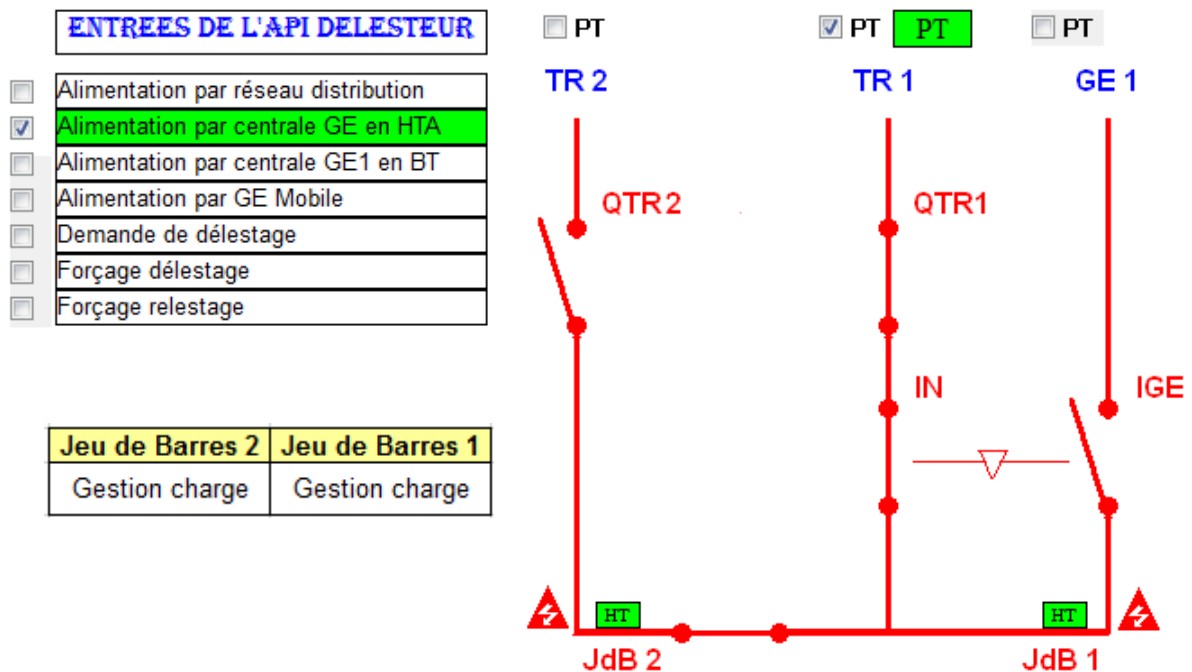 ENTREES DE L'API DELESTEUR
Alimentation par réseau distribution
Alimentation par centrale GE en HTA
Alimentation par centrale GE1 en BT
Alimentation par GE Mobile
Demande de délestage
Forçage délestage
Forçage relestage
Jeu de Barres 2 Jeu de Barres 1
Gestion charge Gestion charge
PT PT PT PT
TR 2 TR 1 GE 1
QTR2 QTR1
IN IGE
HT HT
JdB 2 JdB 1